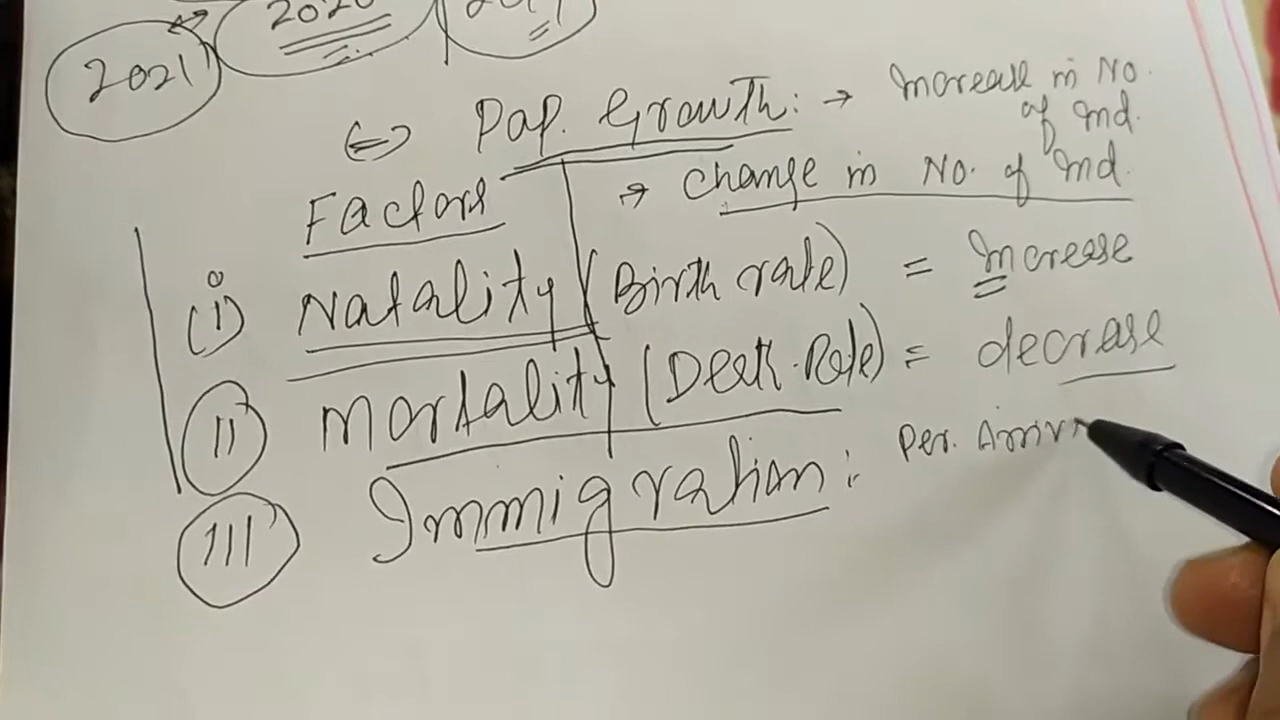 2021 2020
Pop. Growth: → Increase in No.
of Ind.
Factors → Change in No. of Ind.
(i) Natality (Birth rate) = Increase
II Mortality (Death Rate) = decrease
III Immigration: Per. Arriv